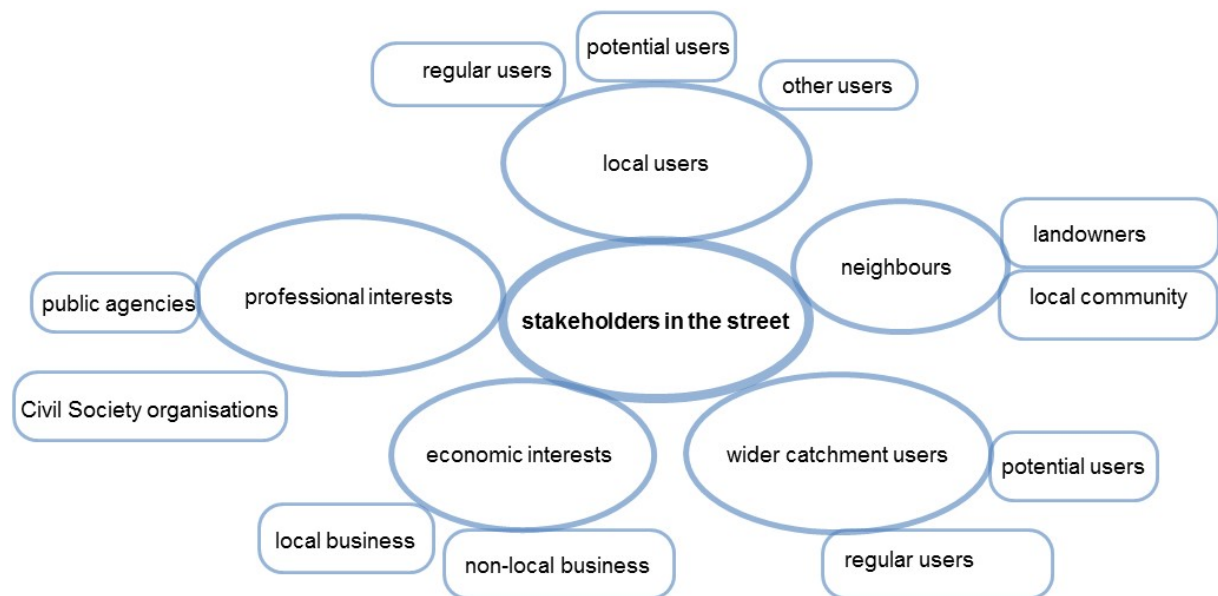 potential users
regular users
other users
local users
landowners
neighbours
local community
public agencies
professional interests
stakeholders in the street
Civil Society organisations
economic interests
wider catchment users
potential users
local business
non-local business
regular users